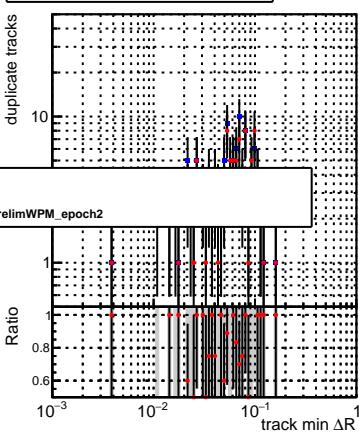 duplicate tracks
10
relimWPM_epoch2
1
Ratio
1
0.8
0.6
10⁻³ 10⁻² 10⁻¹ 1
track min ΔR